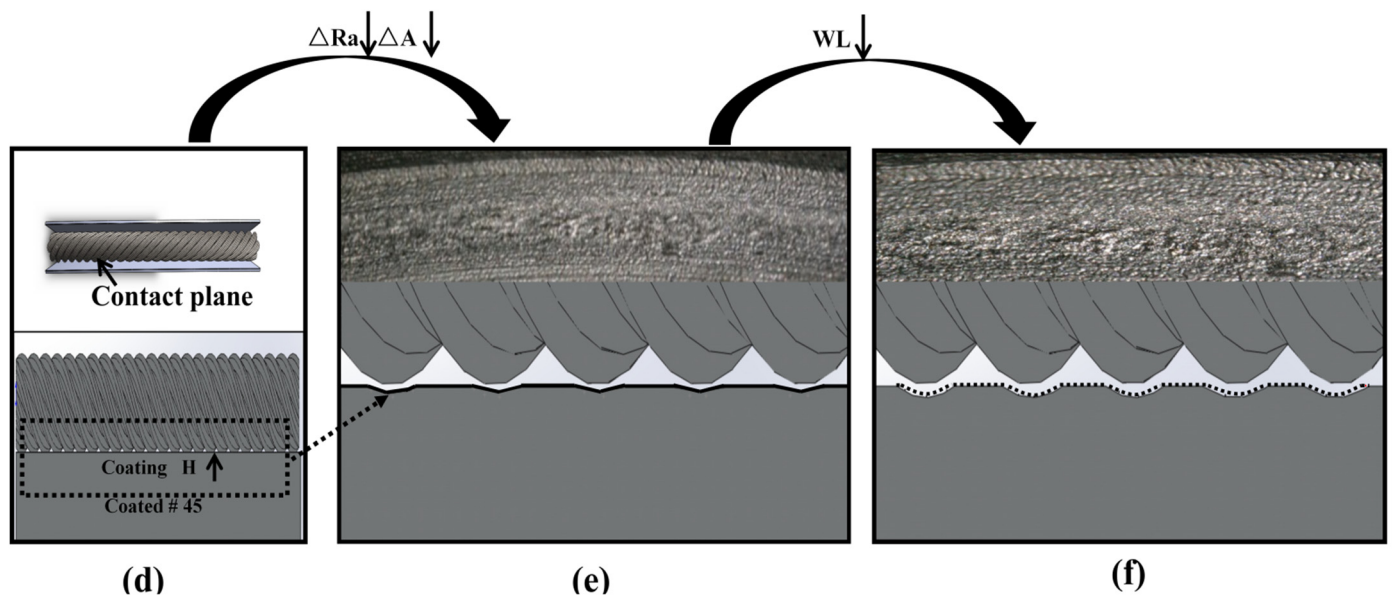 △Ra △A
WL
Contact plane
Coating H
Coated # 45
(d) (e) (f)